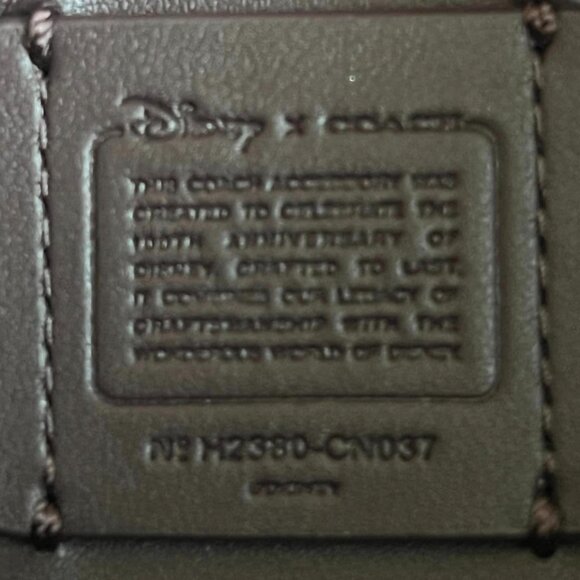 Disney X COACH
THIS COACH ACCESSORY WAS
CREATED TO CELEBRATE THE
100TH ANNIVERSARY OF
DISNEY. CRAFTED TO LAST,
IT COMBINES OUR LEGACY OF
CRAFTSMANSHIP WITH THE
WONDEROUS WORLD OF DISNEY.
Nº H2380-CN037